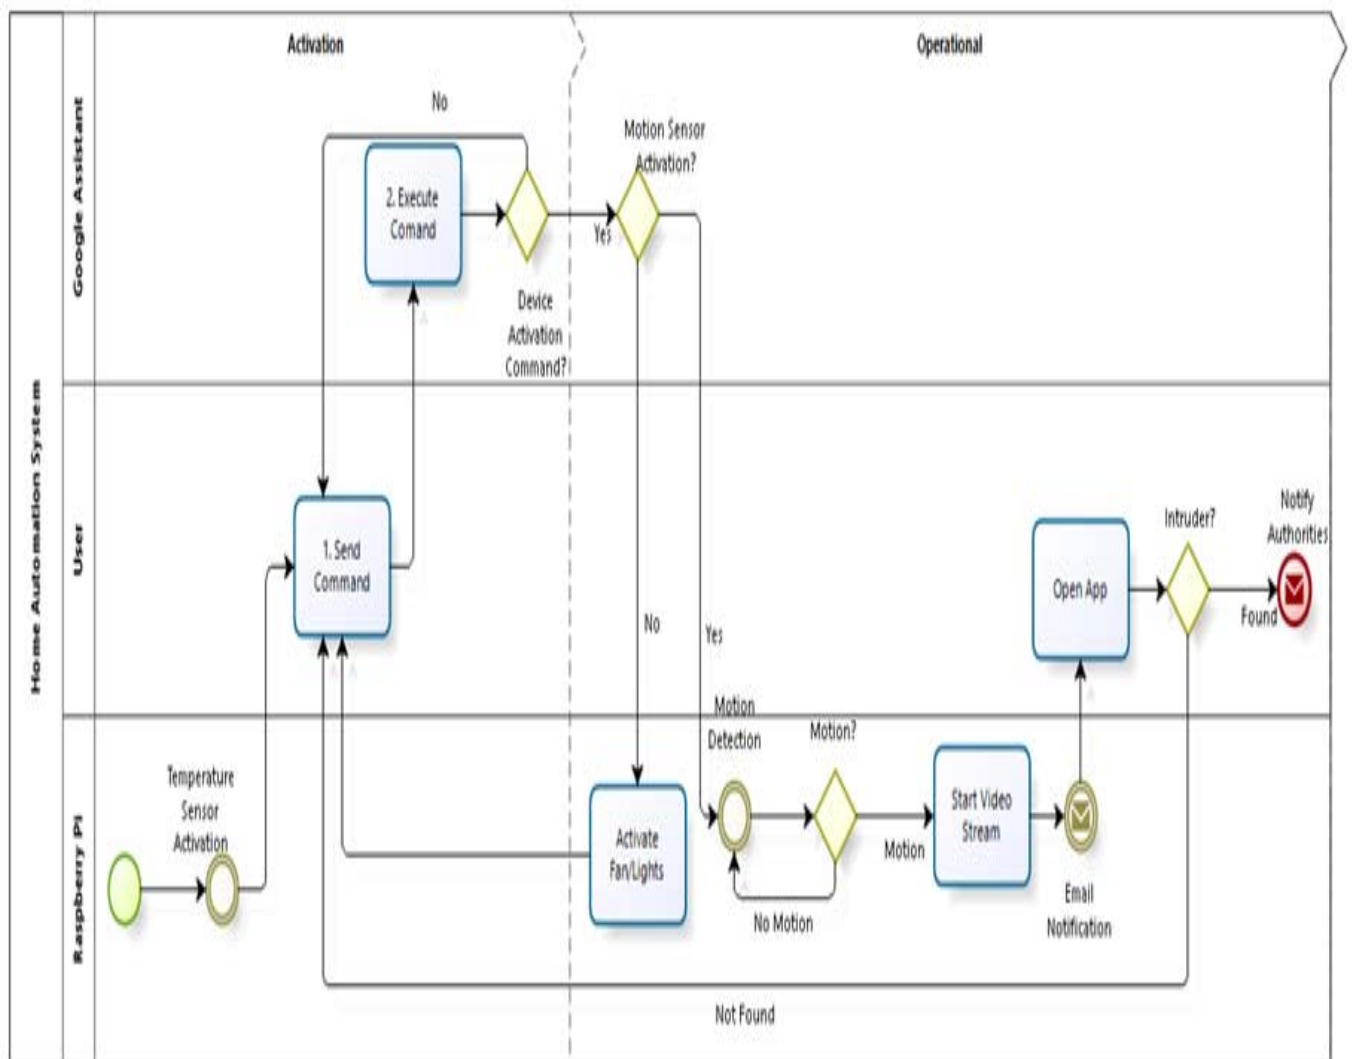 Activation
Operational
Home Automation System
Google Assistant
User
Raspberry PI
No
2. Execute
Comand
Device
Activation
Command?
Yes
Motion Sensor
Activation?
1. Send
Command
No
Yes
Open App
Intruder?
Found
Notify
Authorities
Temperature
Sensor
Activation
Activate
Fan/Lights
Motion
Detection
Motion?
No Motion
Motion
Start Video
Stream
Email
Notification
Not Found